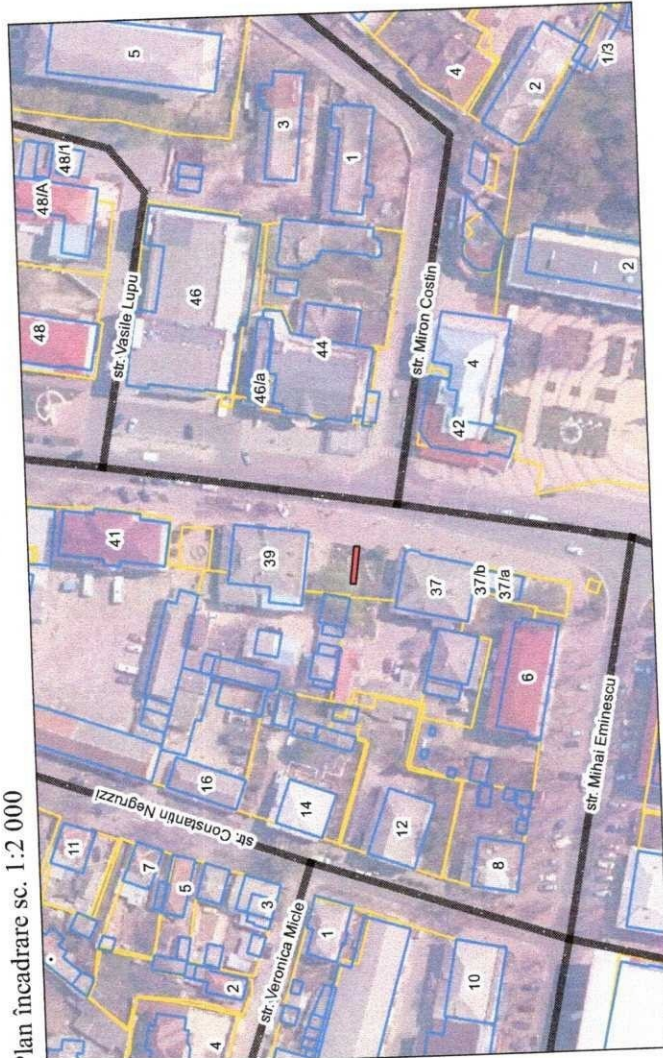 Plan încadrare sc. 1:2 000
48
48/A
48/1
11
41
5
str. Vasile Lupu
7
str. Constantin Negruzzi
5
46
16
4
2
3
39
46/a
3
str. Veronica Micle
14
44
1
1
12
str. Miron Costin
37
42
4
4
10
37/b
8
37/a
6
2
str. Mihai Eminescu
1/3
2